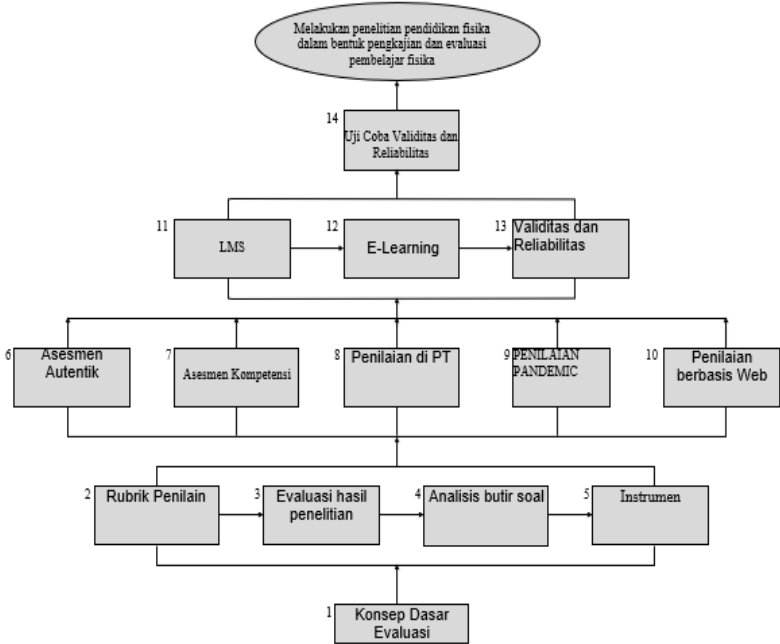 Melakukan penelitian pendidikan fisika
dalam bentuk pengkajian dan evaluasi
pembelajar fisika
14
Uji Coba Validitas dan
Reliabilitas
11
LMS
12
E-Learning
13
Validitas dan
Reliabilitas
6
Asesmen
Autentik
7
Asesmen Kompetensi
8
Penilaian di PT
9
PENILAIAN
PANDEMIC
10
Penilaian
berbasis Web
2
Rubrik Penilain
3
Evaluasi hasil
penelitian
4
Analisis butir soal
5
Instrumen
1
Konsep Dasar
Evaluasi